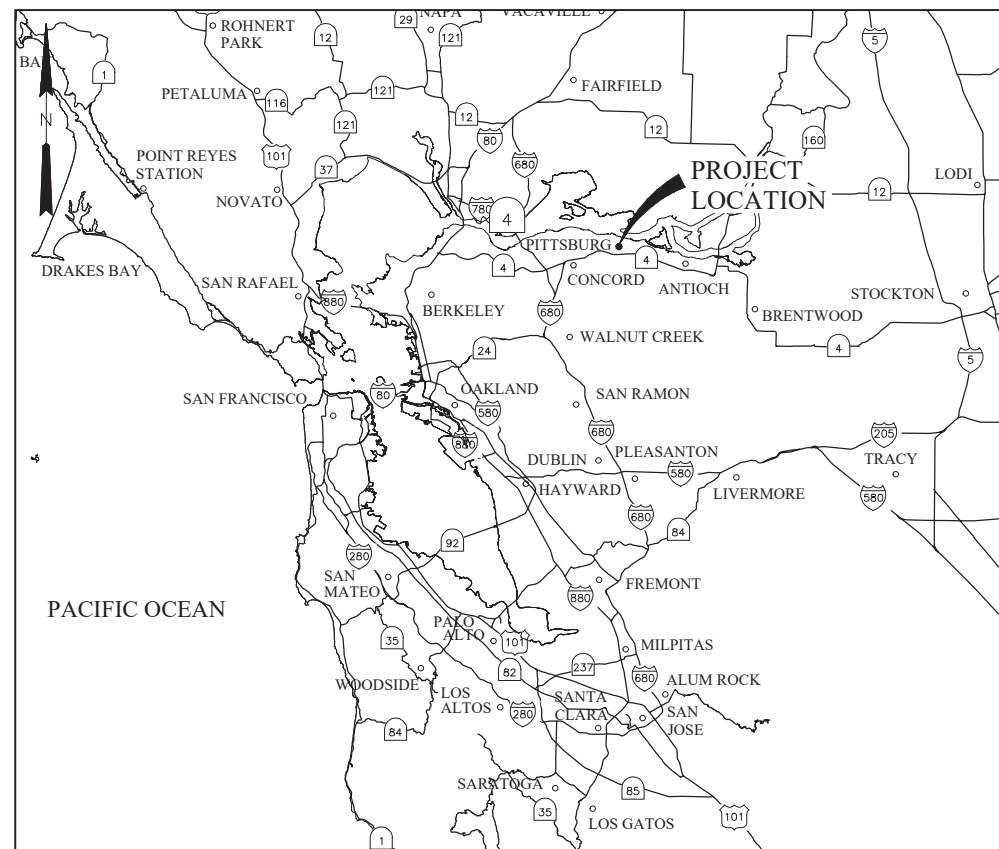 29
NAPA
VACAVILLE
ROHNERT
PARK
12
121
5
BA
1
PETALUMA
116
121
FAIRFIELD
121
12
80
12
160
N
101
POINT REYES
STATION
37
680
PROJECT
LOCATION
LODI
12
NOVATO
780
4
PITTSBURG
DRAKES BAY
4
CONCORD
4
ANTIOCH
SAN RAFAEL
880
BERKELEY
680
STOCKTON
BRENTWOOD
WALNUT CREEK
4
24
5
SAN FRANCISCO
80
OAKLAND
580
SAN RAMON
880
680
205
DUBLIN
PLEASANTON
580
TRACY
HAYWARD
LIVERMORE
580
680
92
84
280
SAN
MATEO
FREMONT
880
PACIFIC OCEAN
PALO
ALTO
101
35
MILPITAS
82
237
WOODSIDE
LOS
ALTOS
680
ALUM ROCK
SANTA
CLARA
280
SAN
JOSE
84
SARATOGA
85
35
LOS GATOS
101
1